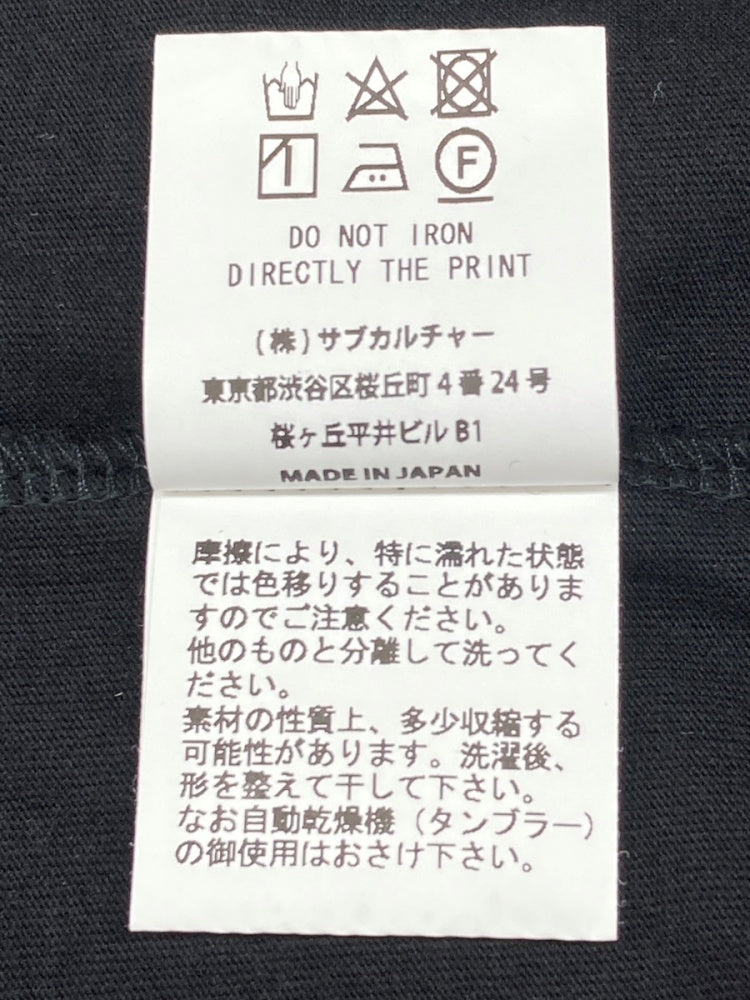 F
DO NOT IRON
DIRECTLY THE PRINT
(株)サブカルチャー
東京都渋谷区桜丘町4番24号
桜ヶ丘平井ビルB1
MADE IN JAPAN
摩擦により、特に濡れた状態
では色移りすることがありま
すのでご注意ください。
他のものと分離して洗ってく
ださい。
素材の性質上、多少収縮する
可能性があります。洗濯後、
形を整えて干して下さい。
なお自動乾燥機（タンブラー）
の御使用はおさけ下さい。